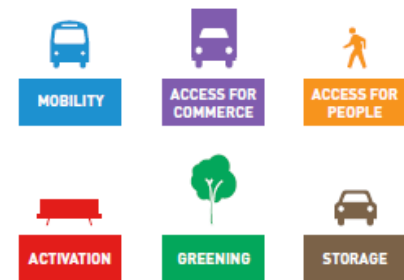 MOBILITY
ACCESS FOR
COMMERCE
ACCESS FOR
PEOPLE
ACTIVATION
GREENING
STORAGE